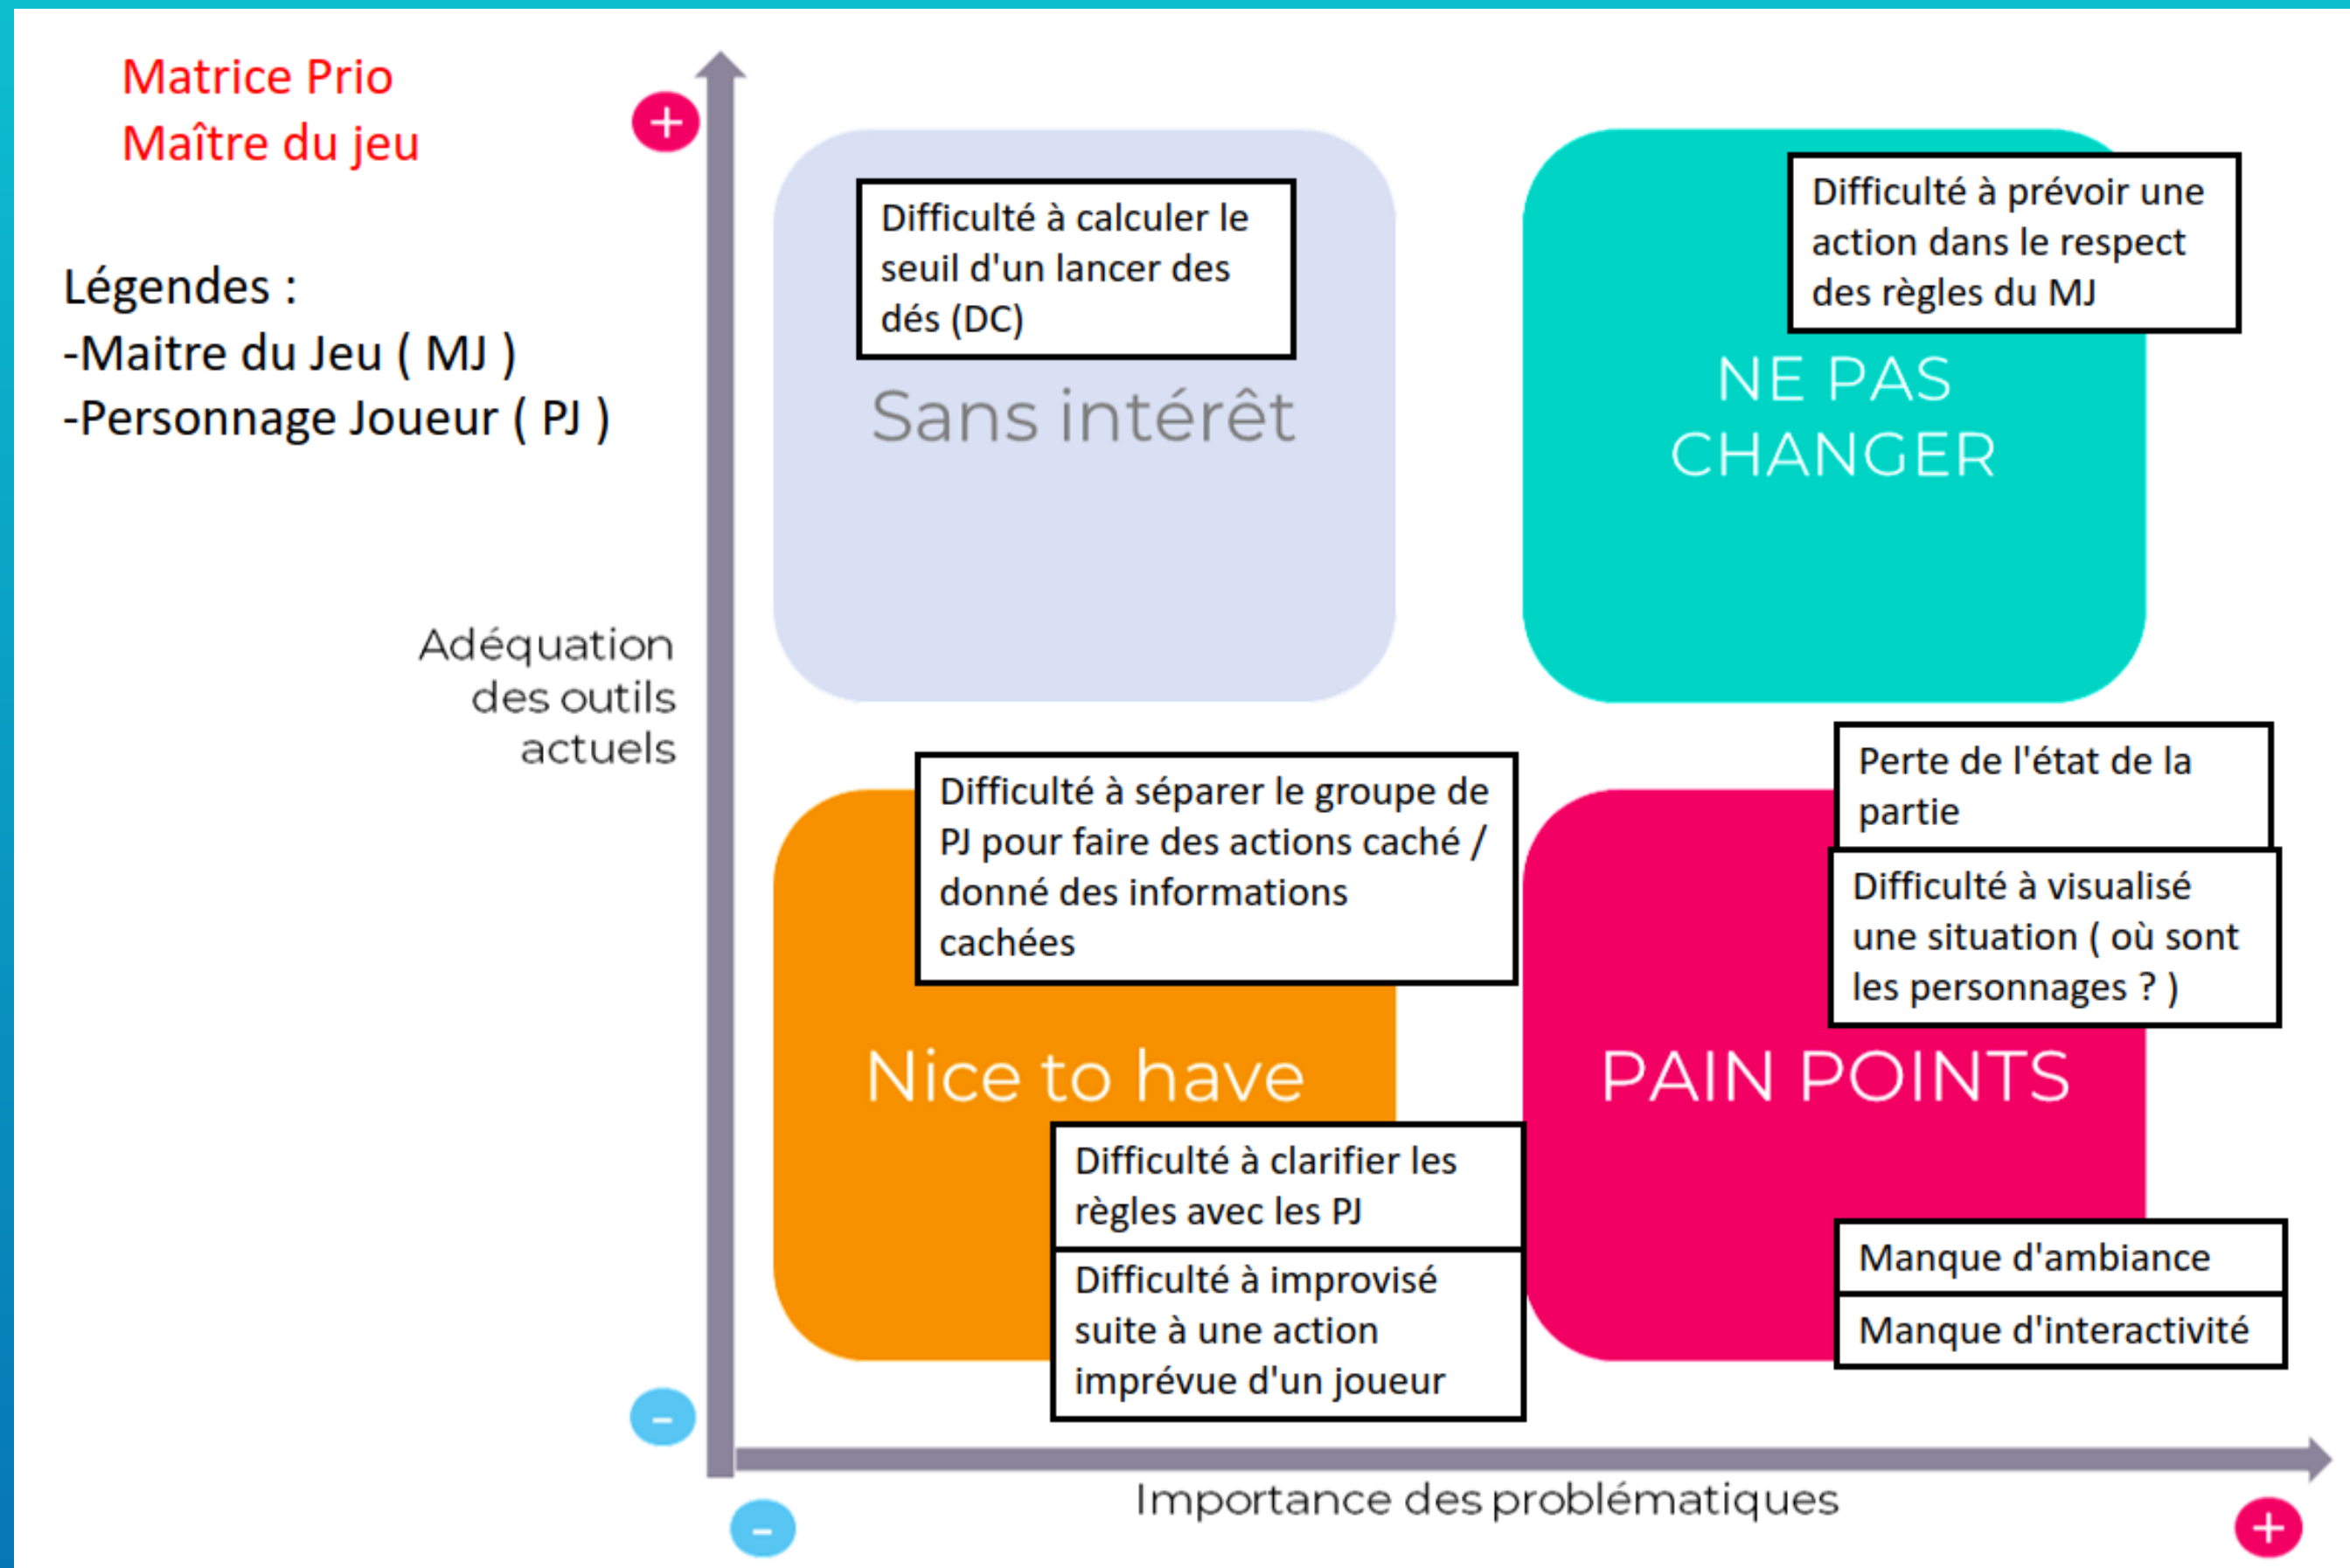 Matrice Prio
Maître du jeu
Légendes :
-Maitre du Jeu ( MJ )
-Personnage Joueur ( PJ )
+
Difficulté à calculer le
seuil d'un lancer des
dés (DC)
Sans intérêt
Difficulté à prévoir une
action dans le respect
des règles du MJ
NE PAS
CHANGER
Adéquation
des outils
actuels
Difficulté à séparer le groupe de
PJ pour faire des actions caché /
donné des informations
cachées
Nice to have
Difficulté à clarifier les
règles avec les PJ
Difficulté à improvisé
suite à une action
imprévue d'un joueur
Perte de l'état de la
partie
Difficulté à visualisé
une situation ( où sont
les personnages ? )
PAIN POINTS
Manque d'ambiance
Manque d'interactivité
-
-
Importance des problématiques
+